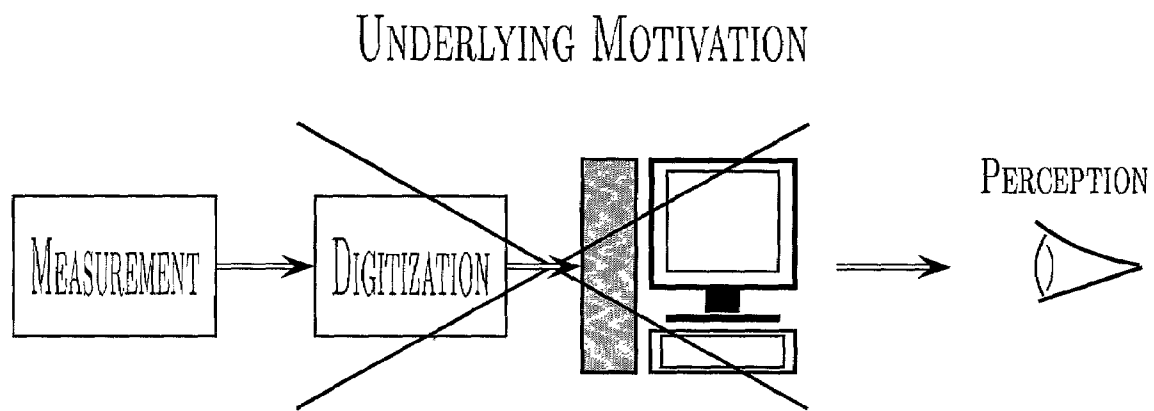 UNDERLYING MOTIVATION
PERCEPTION
MEASUREMENT
DIGITIZATION